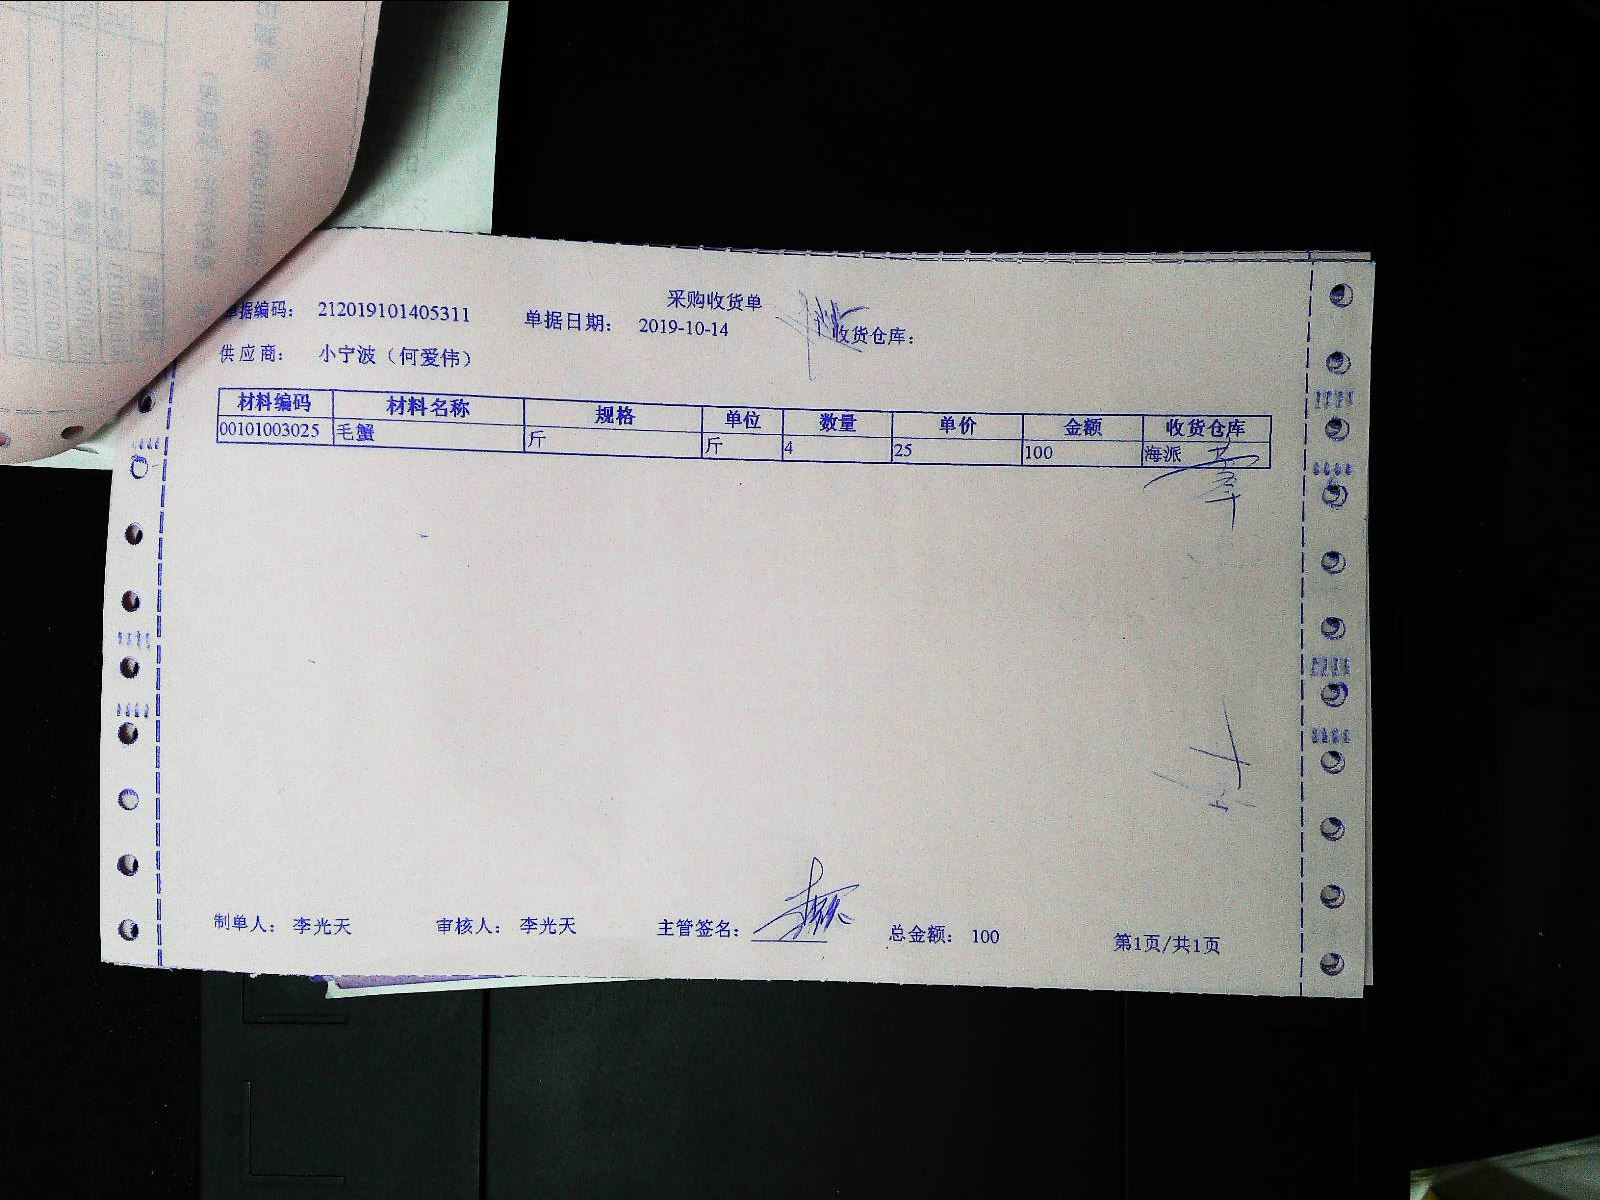 采购收货单
单据编码： 212019101405311 单据日期： 2019-10-14 收货仓库：
供应商： 小宁波（何爱伟）
材料编码 材料名称 规格 单位 数量 单价 金额 收货仓库
00101003025 毛蟹 斤 斤 4 25 100 海派
制单人： 李光天 审核人： 李光天 主管签名： 总金额： 100 第1页/共1页